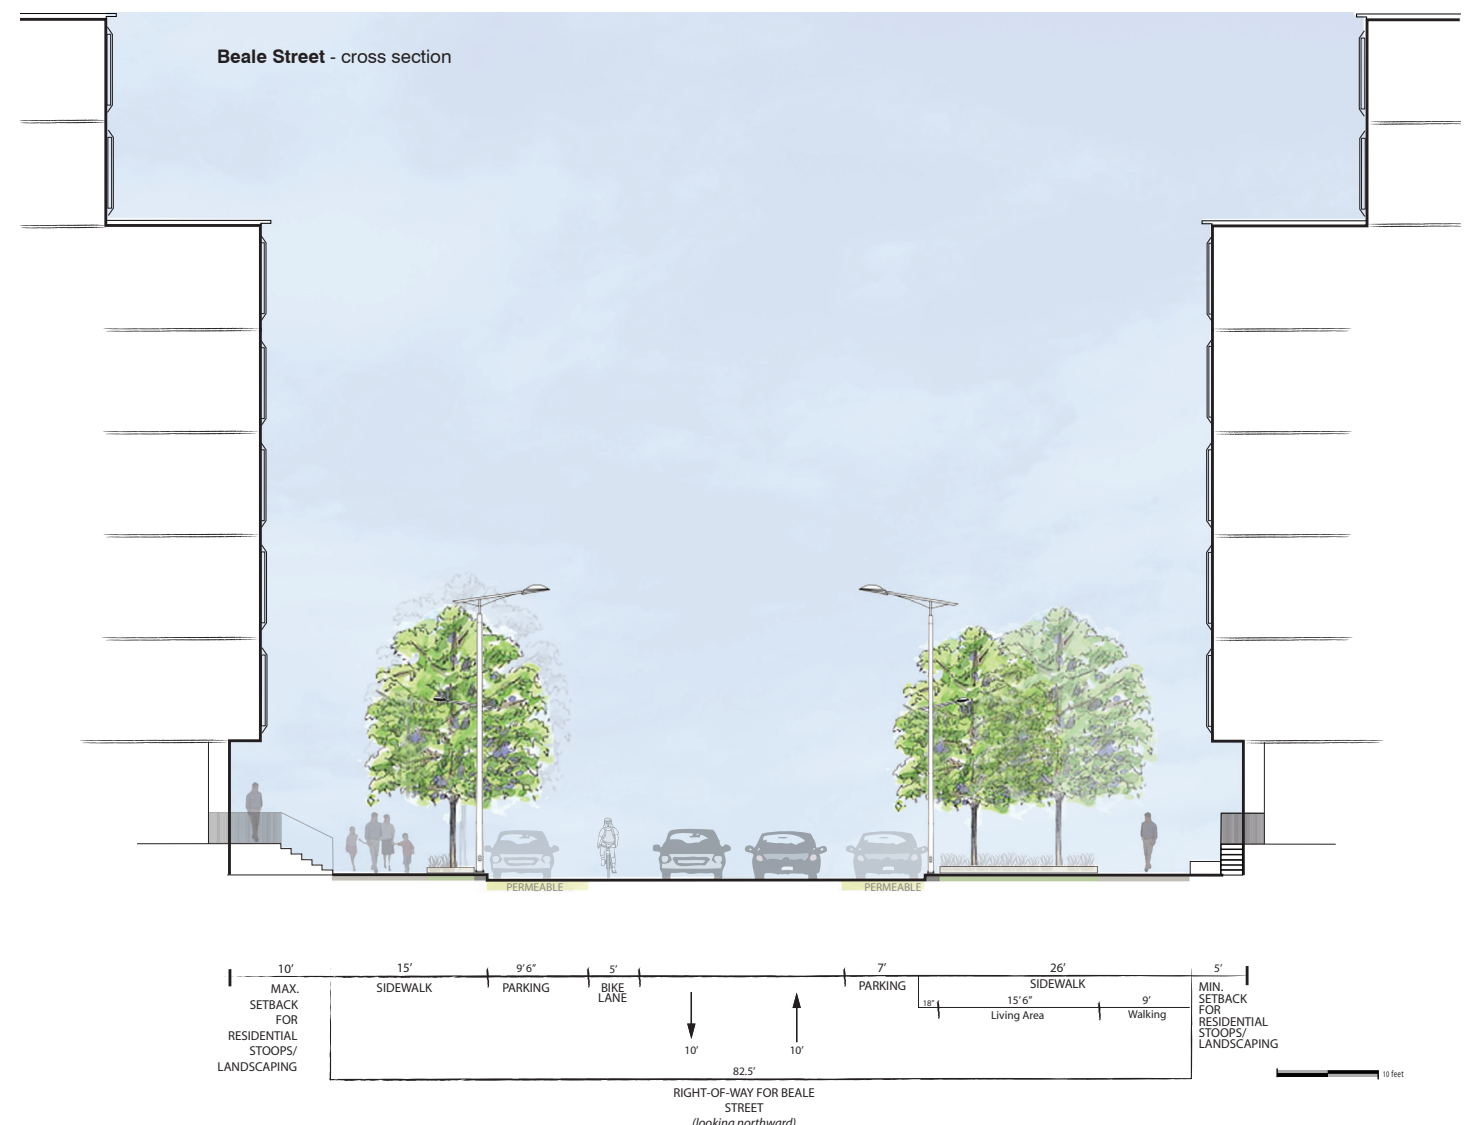 Beale Street - cross section
PERMEABLE
PERMEABLE
10’
15’
9’ 6”
5’
7’
26’
5’
MAX.
SETBACK
FOR
RESIDENTIAL
STOOPS/
LANDSCAPING
SIDEWALK
PARKING
BIKE
LANE
PARKING
SIDEWALK
MIN.
SETBACK
FOR
RESIDENTIAL
STOOPS/
LANDSCAPING
18”
15’ 6”
9’
Living Area
Walking
10’
10’
82.5’
10 feet
RIGHT-OF-WAY FOR BEALE
STREET
(looking northward)